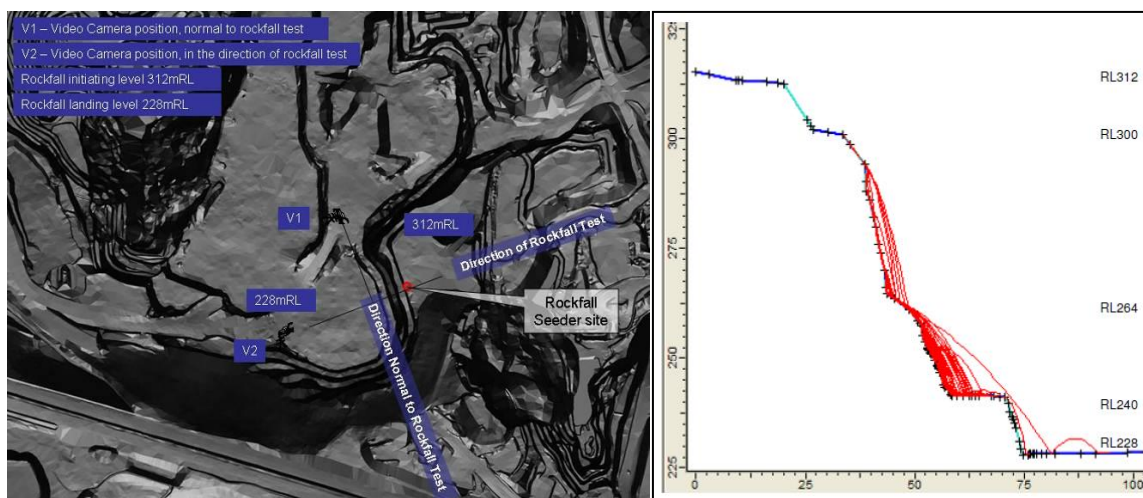 V1 – Video Camera position, normal to rockfall test
V2 – Video Camera position, in the direction of rockfall test
Rockfall initiating level 312mRL
Rockfall landing level 228mRL
V1
312mRL
Direction of Rockfall Test
228mRL
Rockfall
Seeder site
V2
Direction Normal to Rockfall Test
325
300
275
250
225
0
25
50
75
100
RL312
RL300
RL264
RL240
RL228